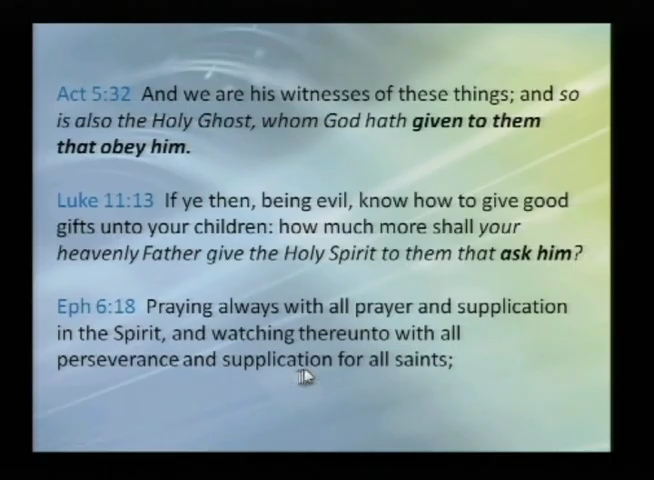 Act 5:32 And we are his witnesses of these things; and so
is also the Holy Ghost, whom God hath given to them
that obey him.
Luke 11:13 If ye then, being evil, know how to give good
gifts unto your children: how much more shall your
heavenly Father give the Holy Spirit to them that ask him?
Eph 6:18 Praying always with all prayer and supplication
in the Spirit, and watching thereunto with all
perseverance and supplication for all saints;